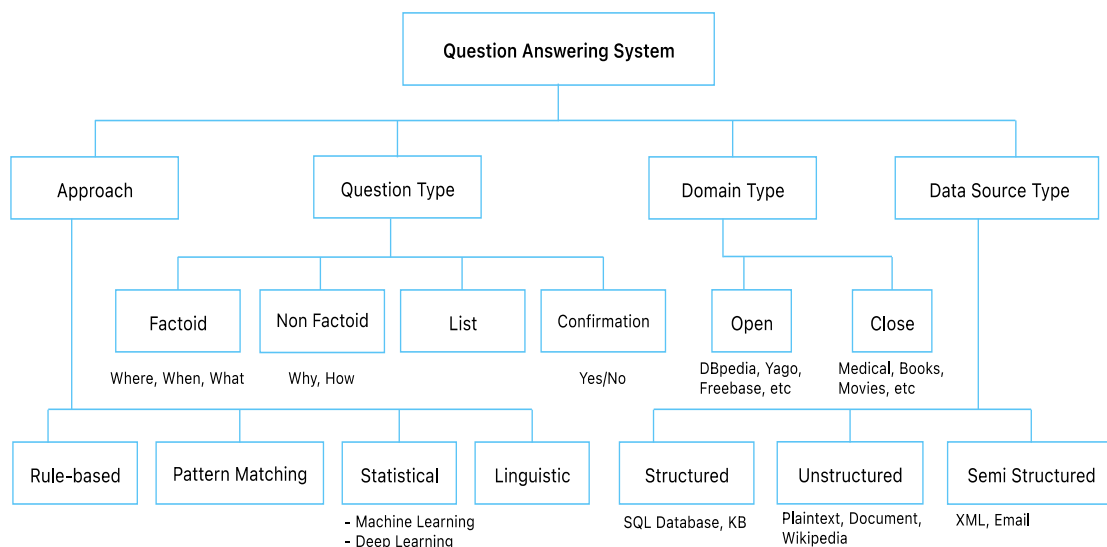 Question Answering System
Approach
Question Type
Domain Type
Data Source Type
Factoid
Non Factoid
List
Confirmation
Open
Close
Where, When, What
Why, How
Yes/No
DBpedia, Yago,
Freebase, etc
Medical, Books,
Movies, etc
Rule-based
Pattern Matching
Statistical
Linguistic
Structured
Unstructured
Semi Structured
- Machine Learning
- Deep Learning
SQL Database, KB
Plaintext, Document,
Wikipedia
XML, Email